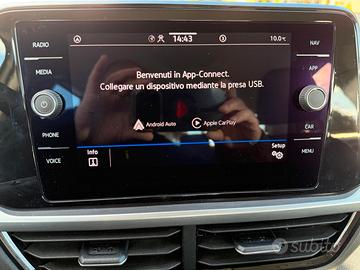 RADIO
MEDIA
PHONE
VOICE
14:43
10.0°C
NAV
APP
CAR
MENU
Benvenuti in App-Connect.
Collegare un dispositivo mediante la presa USB.
Android Auto
Apple CarPlay
Info
Setup
subito